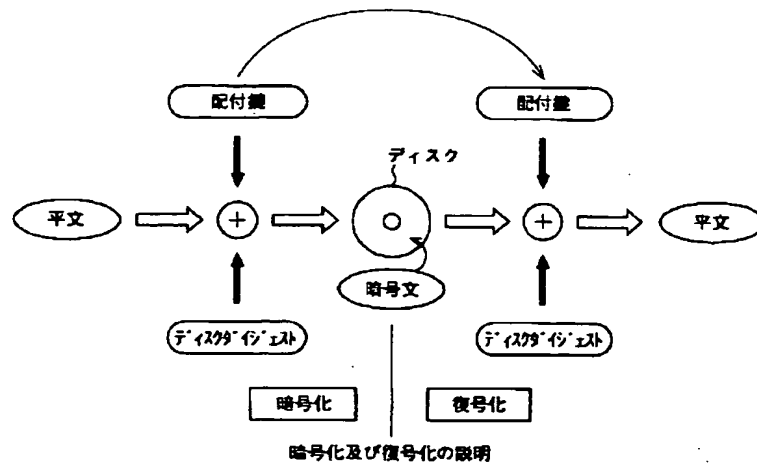 配付鍵
配付鍵
ディスク
平文
+
+
平文
暗号文
ディスクダイジェスト
ディスクダイジェスト
暗号化
復号化
暗号化及び復号化の説明